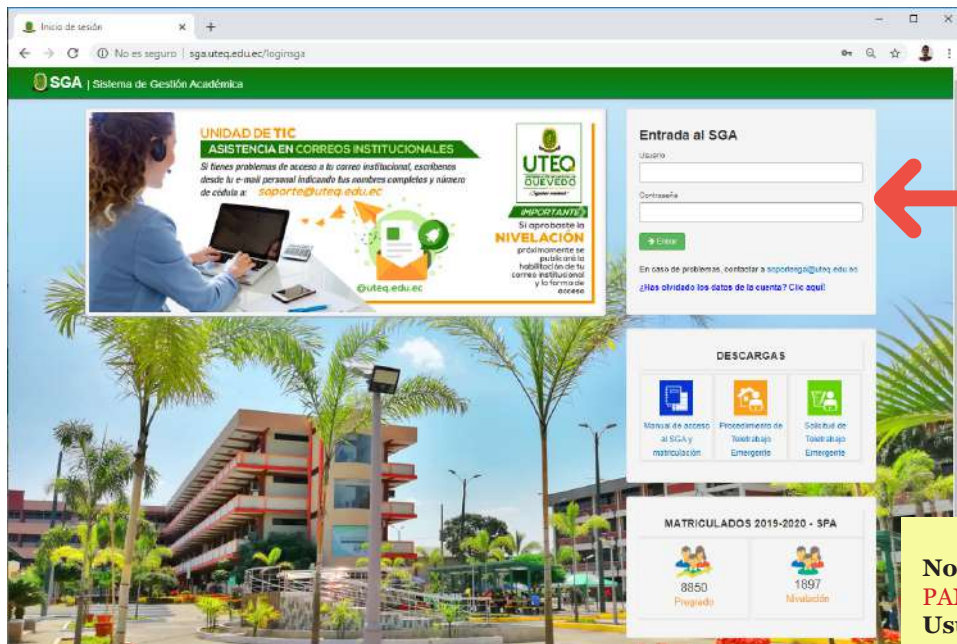 Inicio de sesión
No es seguro | sga.uteq.edu.ec/loginsga
SGA | Sistema de Gestión Académica
UNIDAD DE TIC
ASISTENCIA EN CORREOS INSTITUCIONALES
Si tienes problemas de acceso a tu correo institucional, escríbenos
desde tu e-mail personal indicando tus nombres completos y número
de cédula a: soporte@uteq.edu.ec
@uteq.edu.ec
UTEQ
QUEVEDO
IMPORTANTE
Si aprobaste la
NIVELACIÓN
próximamente se
publicará la
habilitación de tu
correo institucional
y la forma de
acceso
Entrada al SGA
Usuario
Contraseña
Entrar
En caso de problemas, contactar a soportesga@uteq.edu.ec
¿Has olvidado los datos de la cuenta? Clic aquí!
DESCARGAS
Manual de acceso
al SGA y
matriculación
Procedimiento de
Teletrabajo
Emergente
Solicitud de
Teletrabajo
Emergente
MATRICULADOS 2019-2020 - SPA
8850
Pregrado
1897
Nivelación